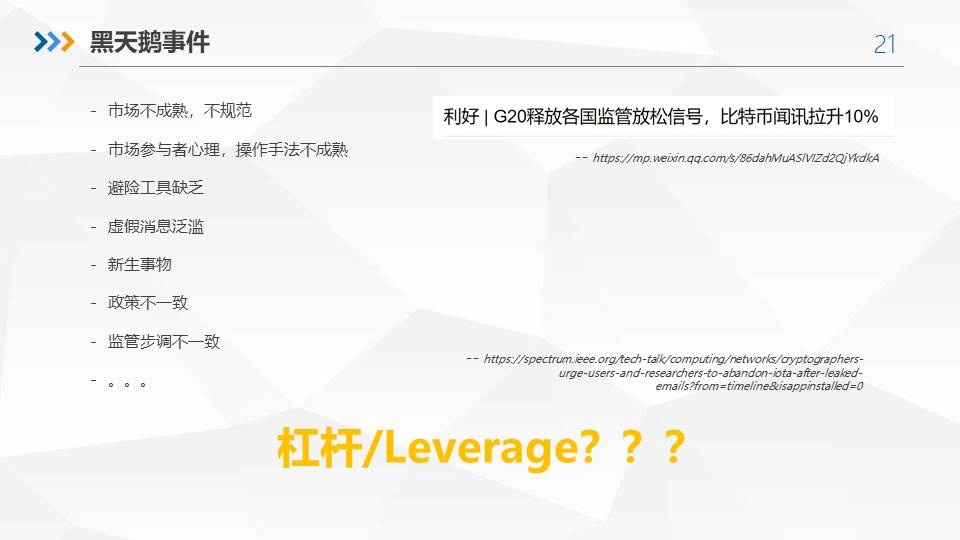 黑天鹅事件
21
- 市场不成熟，不规范
- 市场参与者心理，操作手法不成熟
- 避险工具缺乏
- 虚假消息泛滥
- 新生事物
- 政策不一致
- 监管步调不一致
- 。。。
利好 | G20释放各国监管放松信号，比特币闻讯拉升10%
-- https://mp.weixin.qq.com/s/86dahMuASlVIZd2QjYkdkA
-- https://spectrum.ieee.org/tech-talk/computing/networks/cryptographers-
urge-users-and-researchers-to-abandon-iota-after-leaked-
emails?from=timeline&isappinstalled=0
杠杆/Leverage？？？